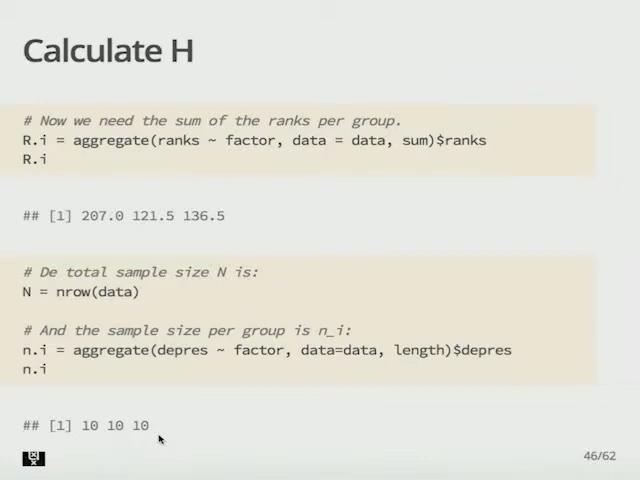 Calculate H
# Now we need the sum of the ranks per group.
R.i = aggregate(ranks ~ factor, data = data, sum)$ranks
R.i
## [1] 207.0 121.5 136.5
# De total sample size N is:
N = nrow(data)
# And the sample size per group is n_i:
n.i = aggregate(depres ~ factor, data=data, length)$depres
n.i
## [1] 10 10 10
46/62